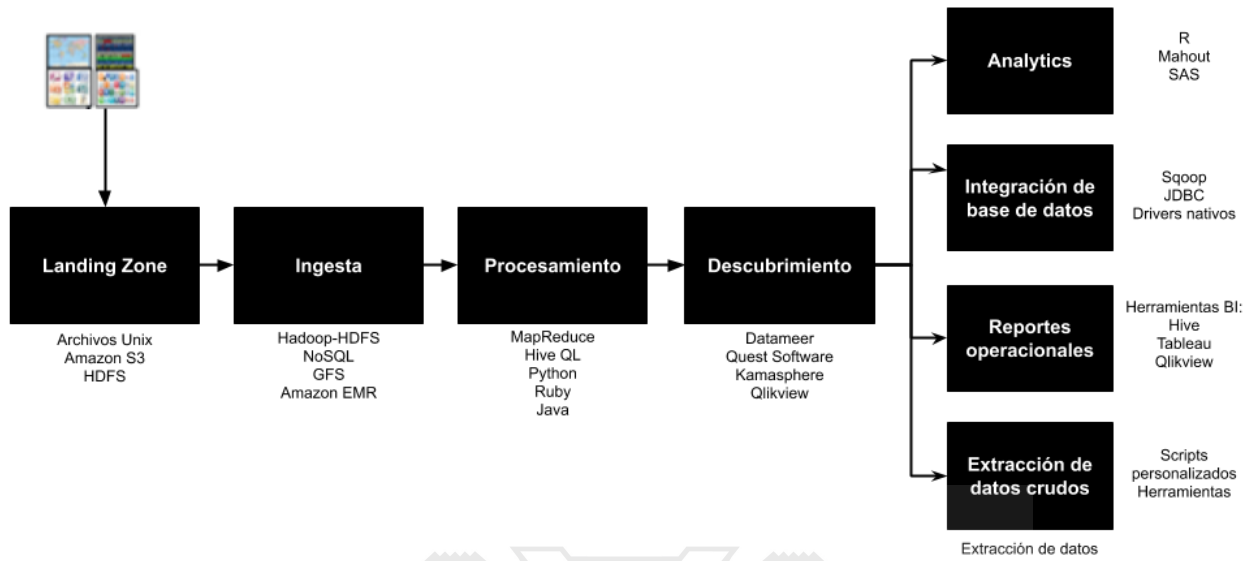 Landing Zone
Archivos Unix
Amazon S3
HDFS
Ingesta
Hadoop-HDFS
NoSQL
GFS
Amazon EMR
Procesamiento
MapReduce
Hive QL
Python
Ruby
Java
Descubrimiento
Datameer
Quest Software
Kamasphere
Qlikview
Analytics
R
Mahout
SAS
Integración de
base de datos
Sqoop
JDBC
Drivers nativos
Reportes
operacionales
Herramientas BI:
Hive
Tableau
Qlikview
Extracción de
datos crudos
Scripts
personalizados
Herramientas
Extracción de datos